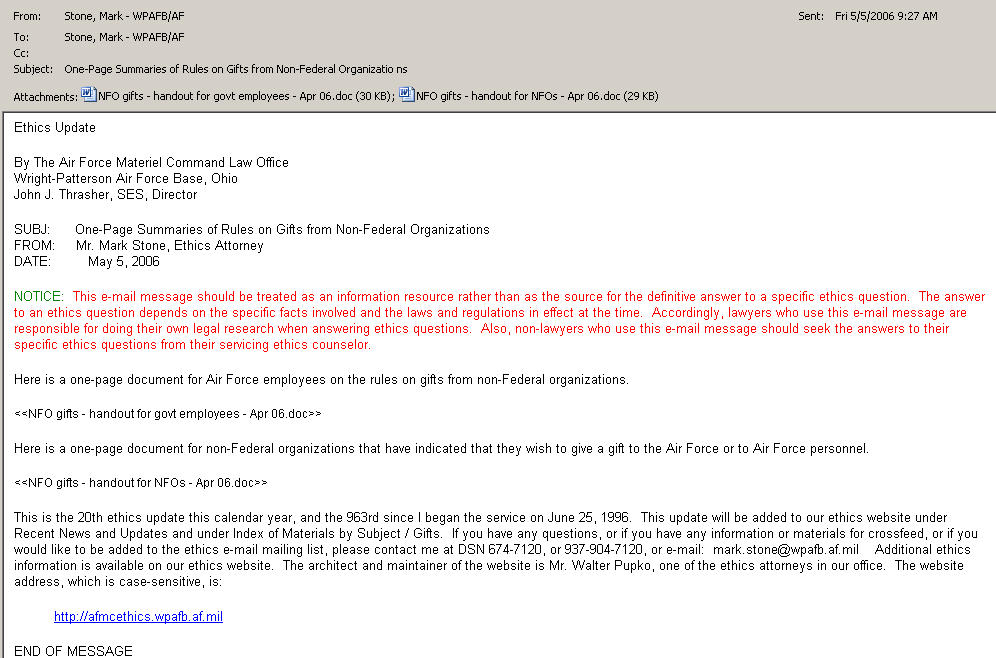 From: Stone, Mark - WPAFB/AF Sent: Fri 5/5/2006 9:27 AM
To: Stone, Mark - WPAFB/AF
Cc:
Subject: One-Page Summaries of Rules on Gifts from Non-Federal Organizatio ns
Attachments: NFO gifts - handout for govt employees - Apr 06.doc (30 KB); NFO gifts - handout for NFOs - Apr 06.doc (29 KB)
Ethics Update
By The Air Force Materiel Command Law Office
Wright-Patterson Air Force Base, Ohio
John J. Thrasher, SES, Director
SUBJ: One-Page Summaries of Rules on Gifts from Non-Federal Organizations
FROM: Mr. Mark Stone, Ethics Attorney
DATE: May 5, 2006
NOTICE: This e-mail message should be treated as an information resource rather than as the source for the definitive answer to a specific ethics question. The answer
to an ethics question depends on the specific facts involved and the laws and regulations in effect at the time. Accordingly, lawyers who use this e-mail message are
responsible for doing their own legal research when answering ethics questions. Also, non-lawyers who use this e-mail message should seek the answers to their
specific ethics questions from their servicing ethics counselor.
Here is a one-page document for Air Force employees on the rules on gifts from non-Federal organizations.
<<NFO gifts - handout for govt employees - Apr 06.doc>>
Here is a one-page document for non-Federal organizations that have indicated that they wish to give a gift to the Air Force or to Air Force personnel.
<<NFO gifts - handout for NFOs - Apr 06.doc>>
This is the 20th ethics update this calendar year, and the 963rd since I began the service on June 25, 1996. This update will be added to our ethics website under
Recent News and Updates and under Index of Materials by Subject / Gifts. If you have any questions, or if you have any information or materials for crossfeed, or if you
would like to be added to the ethics e-mail mailing list, please contact me at DSN 674-7120, or 937-904-7120, or e-mail: mark.stone@wpafb.af.mil Additional ethics
information is available on our ethics website. The architect and maintainer of the website is Mr. Walter Pupko, one of the ethics attorneys in our office. The website
address, which is case-sensitive, is:
http://afmcethics.wpafb.af.mil
END OF MESSAGE